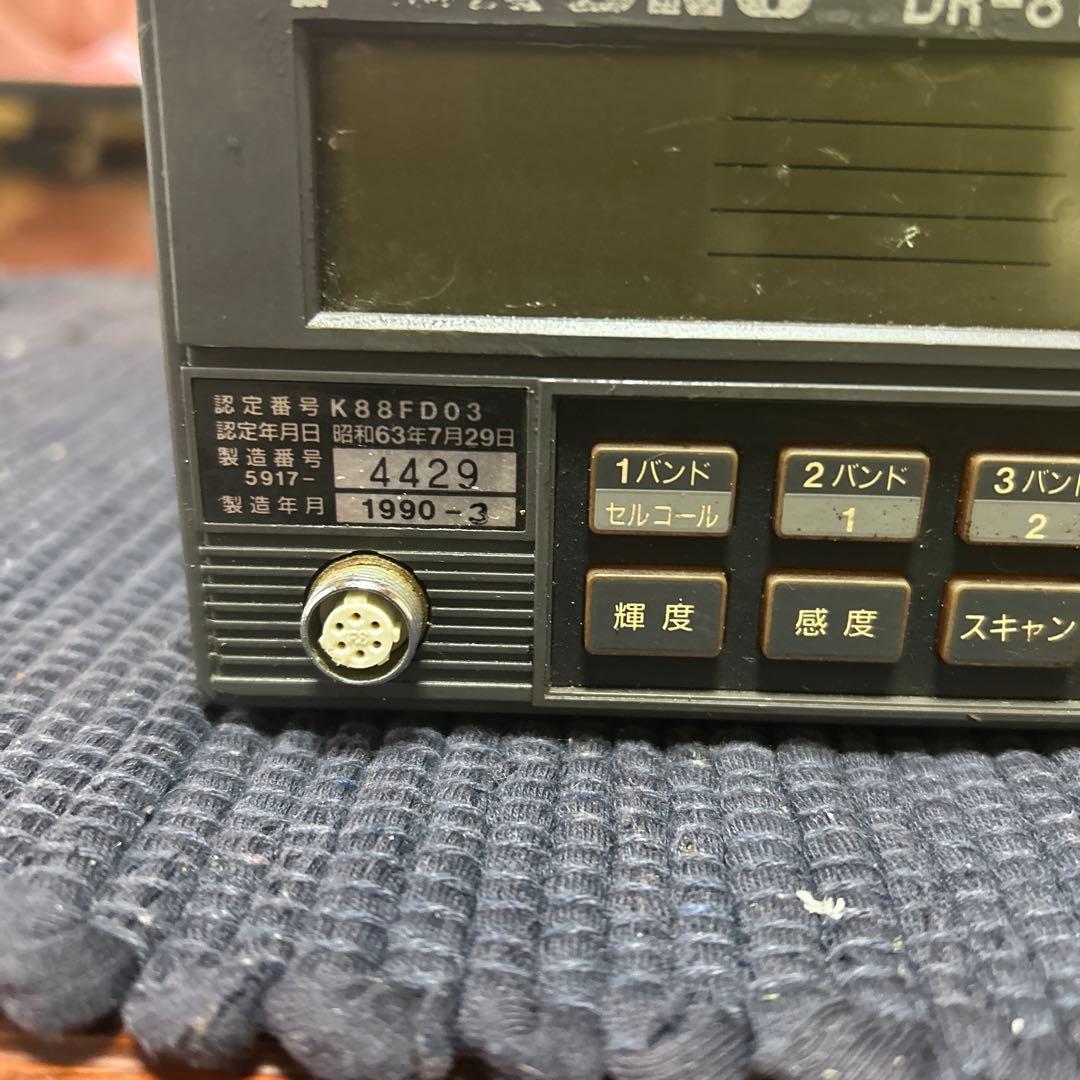 DR-8
認定番号 K88FD03
認定年月日 昭和63年7月29日
製造番号
5917- 4429
製造年月 1990-3
1バンド 2バンド 3バンド
セルコール 1 2
輝度 感度 スキャン